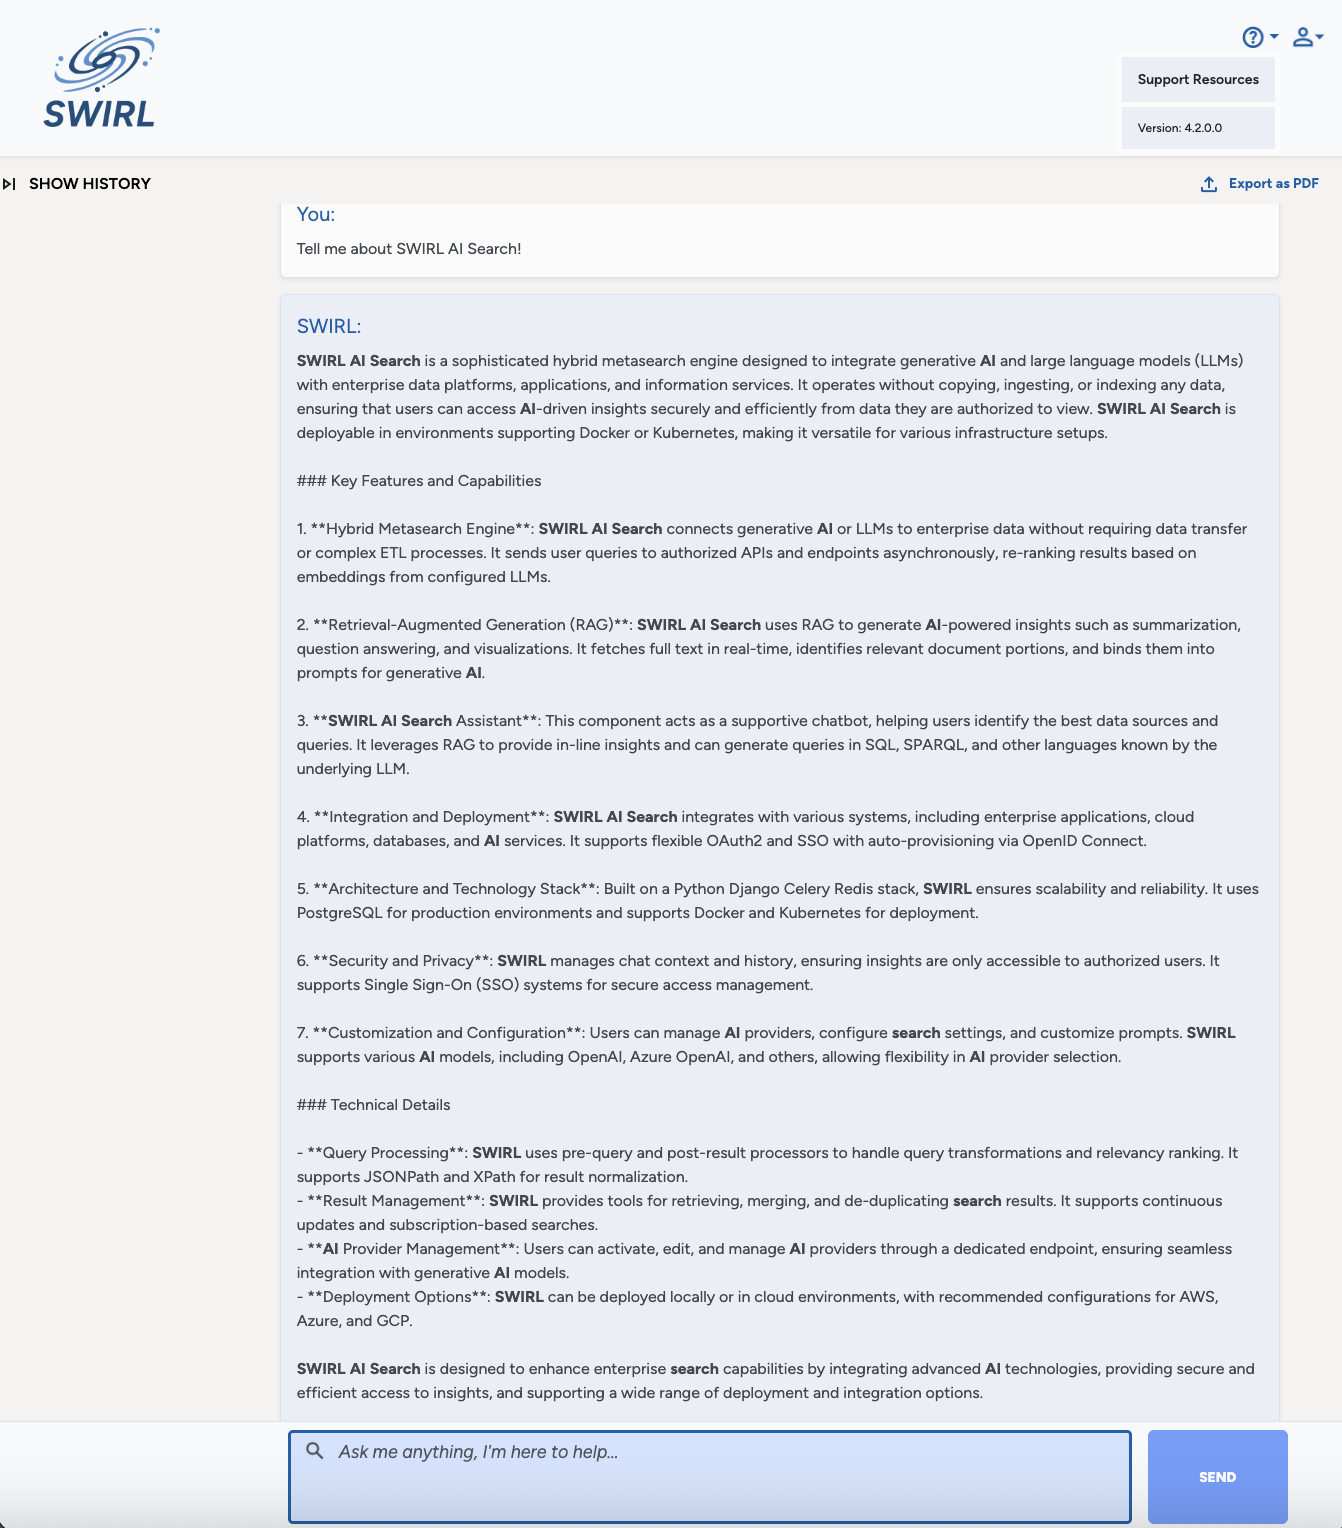 SWIRL
Support Resources
Version: 4.2.0.0
SHOW HISTORY
Export as PDF
You:
Tell me about SWIRL AI Search!
SWIRL:
SWIRL AI Search is a sophisticated hybrid metasearch engine designed to integrate generative AI and large language models (LLMs)
with enterprise data platforms, applications, and information services. It operates without copying, ingesting, or indexing any data,
ensuring that users can access AI-driven insights securely and efficiently from data they are authorized to view. SWIRL AI Search is
deployable in environments supporting Docker or Kubernetes, making it versatile for various infrastructure setups.
### Key Features and Capabilities
1. **Hybrid Metasearch Engine**: SWIRL AI Search connects generative AI or LLMs to enterprise data without requiring data transfer
or complex ETL processes. It sends user queries to authorized APIs and endpoints asynchronously, re-ranking results based on
embeddings from configured LLMs.
2. **Retrieval-Augmented Generation (RAG)**: SWIRL AI Search uses RAG to generate AI-powered insights such as summarization,
question answering, and visualizations. It fetches full text in real-time, identifies relevant document portions, and binds them into
prompts for generative AI.
3. **SWIRL AI Search Assistant**: This component acts as a supportive chatbot, helping users identify the best data sources and
queries. It leverages RAG to provide in-line insights and can generate queries in SQL, SPARQL, and other languages known by the
underlying LLM.
4. **Integration and Deployment**: SWIRL AI Search integrates with various systems, including enterprise applications, cloud
platforms, databases, and AI services. It supports flexible OAuth2 and SSO with auto-provisioning via OpenID Connect.
5. **Architecture and Technology Stack**: Built on a Python Django Celery Redis stack, SWIRL ensures scalability and reliability. It uses
PostgreSQL for production environments and supports Docker and Kubernetes for deployment.
6. **Security and Privacy**: SWIRL manages chat context and history, ensuring insights are only accessible to authorized users. It
supports Single Sign-On (SSO) systems for secure access management.
7. **Customization and Configuration**: Users can manage AI providers, configure search settings, and customize prompts. SWIRL
supports various AI models, including OpenAI, Azure OpenAI, and others, allowing flexibility in AI provider selection.
### Technical Details
- **Query Processing**: SWIRL uses pre-query and post-result processors to handle query transformations and relevancy ranking. It
supports JSONPath and XPath for result normalization.
- **Result Management**: SWIRL provides tools for retrieving, merging, and de-duplicating search results. It supports continuous
updates and subscription-based searches.
- **AI Provider Management**: Users can activate, edit, and manage AI providers through a dedicated endpoint, ensuring seamless
integration with generative AI models.
- **Deployment Options**: SWIRL can be deployed locally or in cloud environments, with recommended configurations for AWS,
Azure, and GCP.
SWIRL AI Search is designed to enhance enterprise search capabilities by integrating advanced AI technologies, providing secure and
efficient access to insights, and supporting a wide range of deployment and integration options.
Ask me anything, I'm here to help...
SEND